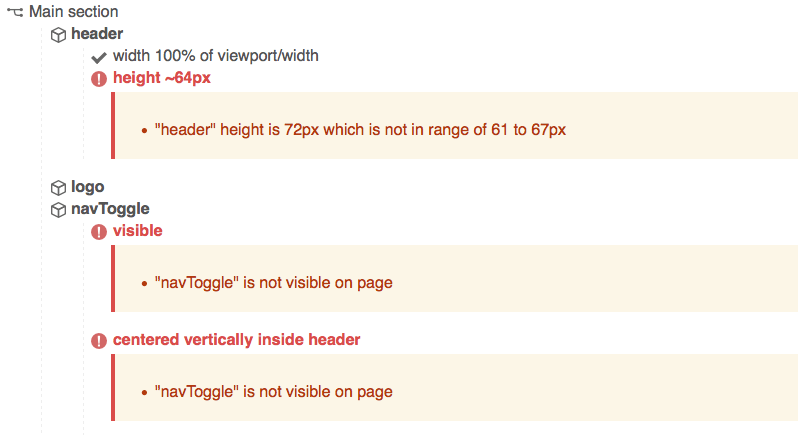 Main section
header
width 100% of viewport/width
height ~64px
• "header" height is 72px which is not in range of 61 to 67px
logo
navToggle
visible
• "navToggle" is not visible on page
centered vertically inside header
• "navToggle" is not visible on page